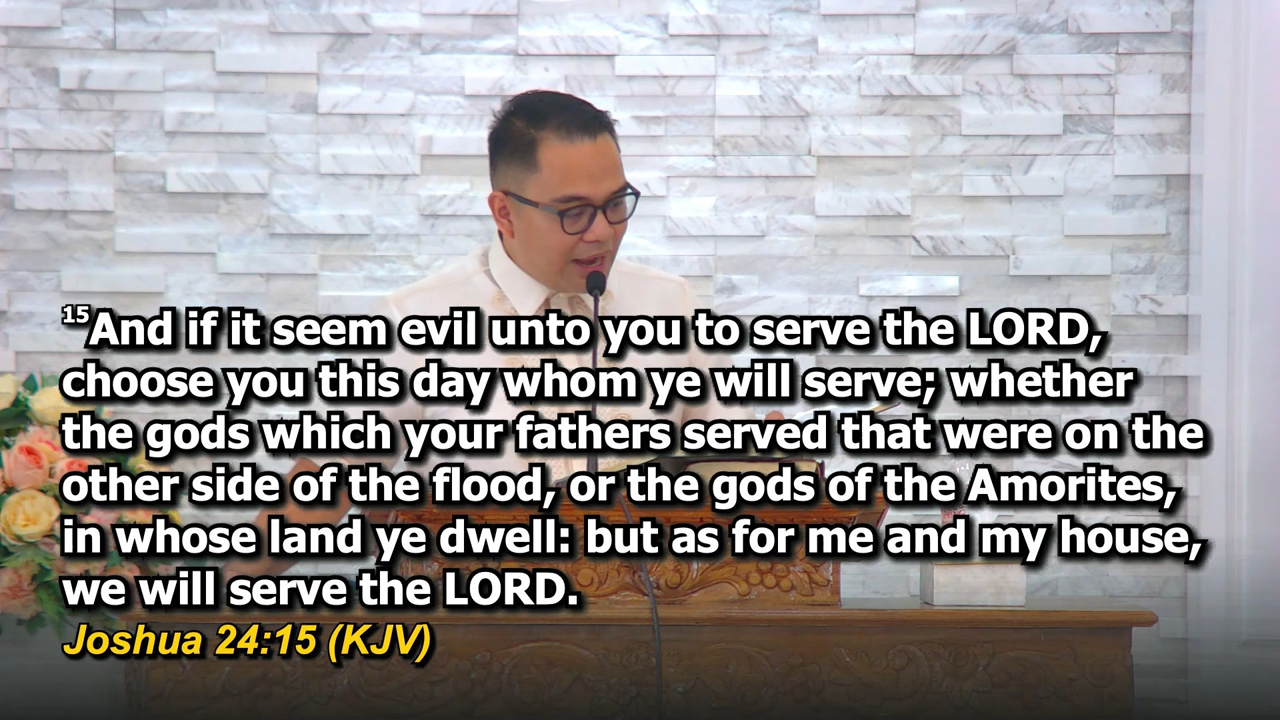 15And if it seem evil unto you to serve the LORD,
choose you this day whom ye will serve; whether
the gods which your fathers served that were on the
other side of the flood, or the gods of the Amorites,
in whose land ye dwell: but as for me and my house,
we will serve the LORD.
Joshua 24:15 (KJV)